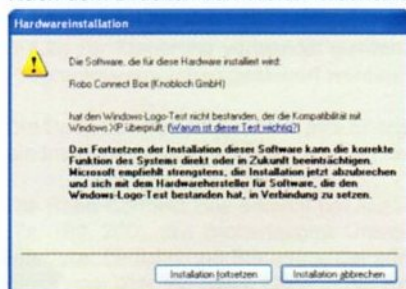 Hardwareinstallation
Die Software, die für diese Hardware installiert wird:
Robo Connect Box (Knobloch GmbH)
hat den Windows-Logo-Test nicht bestanden, der die Kompatibilität mit
Windows XP überprüft. (Warum ist dieser Test wichtig?)
Das Fortsetzen der Installation dieser Software kann die korrekte
Funktion des Systems direkt oder in Zukunft beeinträchtigen.
Microsoft empfiehlt strengstens, die Installation jetzt abzubrechen
und sich mit dem Hardwarehersteller für Software, die den
Windows-Logo-Test bestanden hat, in Verbindung zu setzen.
Installation fortsetzen
Installation abbrechen